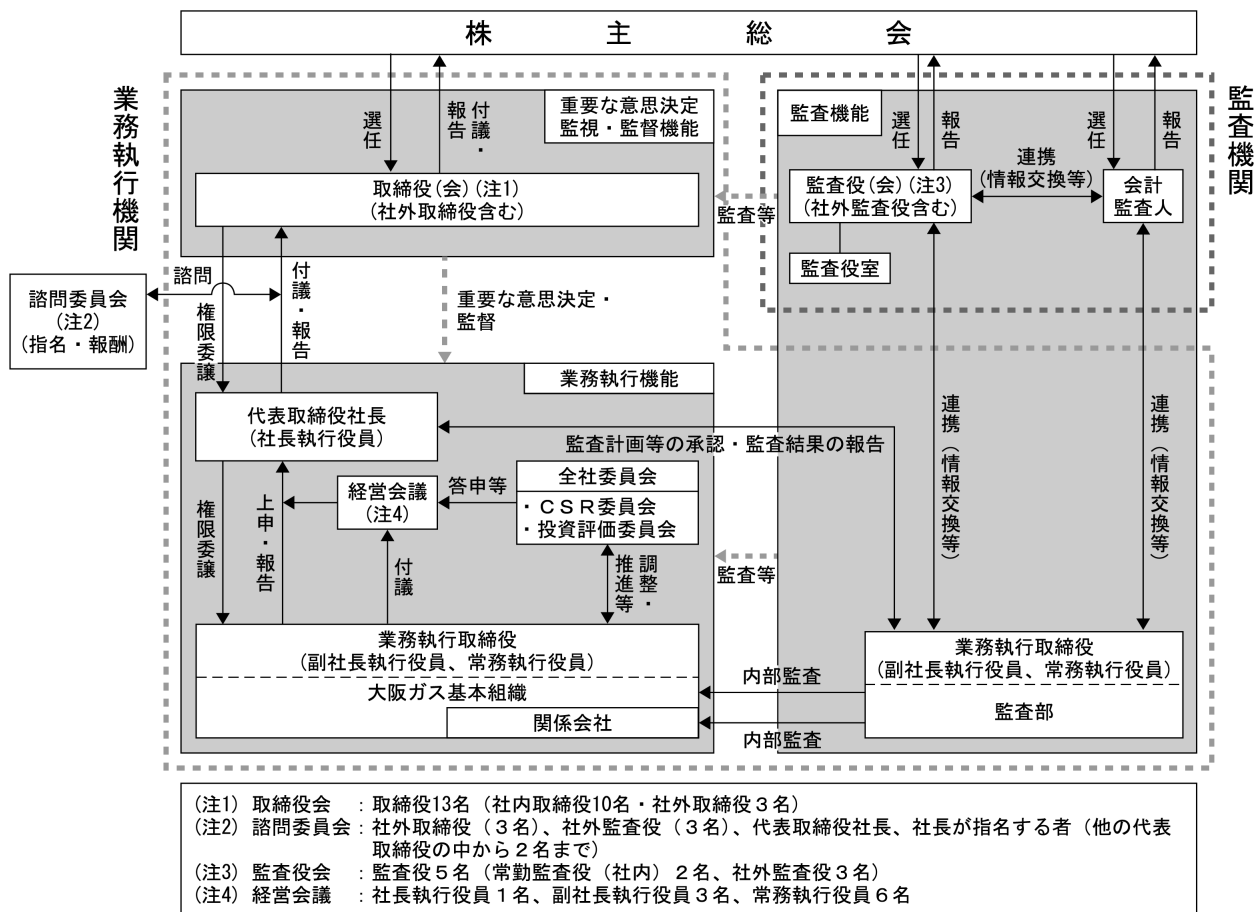 株主総会
業務執行機関
監査機関
重要な意思決定
監視・監督機能
監査機能
選任
付議・
報告
選任
報告
選任
報告
取締役(会)(注1)
(社外取締役含む)
監査等
監査役(会)(注3)
(社外監査役含む)
連携
(情報交換等)
会計
監査人
監査役室
諮問
諮問委員会
(注2)
(指名・報酬)
権限委譲
付議・報告
重要な意思決定・
監督
業務執行機能
代表取締役社長
(社長執行役員)
監査計画等の承認・監査結果の報告
連携(情報交換等)
連携(情報交換等)
権限委譲
上申・報告
経営会議
(注4)
答申等
全社委員会
・CSR委員会
・投資評価委員会
付議
調整・
推進等
監査等
業務執行取締役
(副社長執行役員、常務執行役員)
大阪ガス基本組織
関係会社
内部監査
内部監査
業務執行取締役
(副社長執行役員、常務執行役員)
監査部
(注1) 取締役会 :取締役13名(社内取締役10名・社外取締役3名)
(注2) 諮問委員会:社外取締役(3名)、社外監査役(3名)、代表取締役社長、社長が指名する者(他の代表
取締役の中から2名まで)
(注3) 監査役会 :監査役5名(常勤監査役(社内)2名、社外監査役3名)
(注4) 経営会議 :社長執行役員1名、副社長執行役員3名、常務執行役員6名